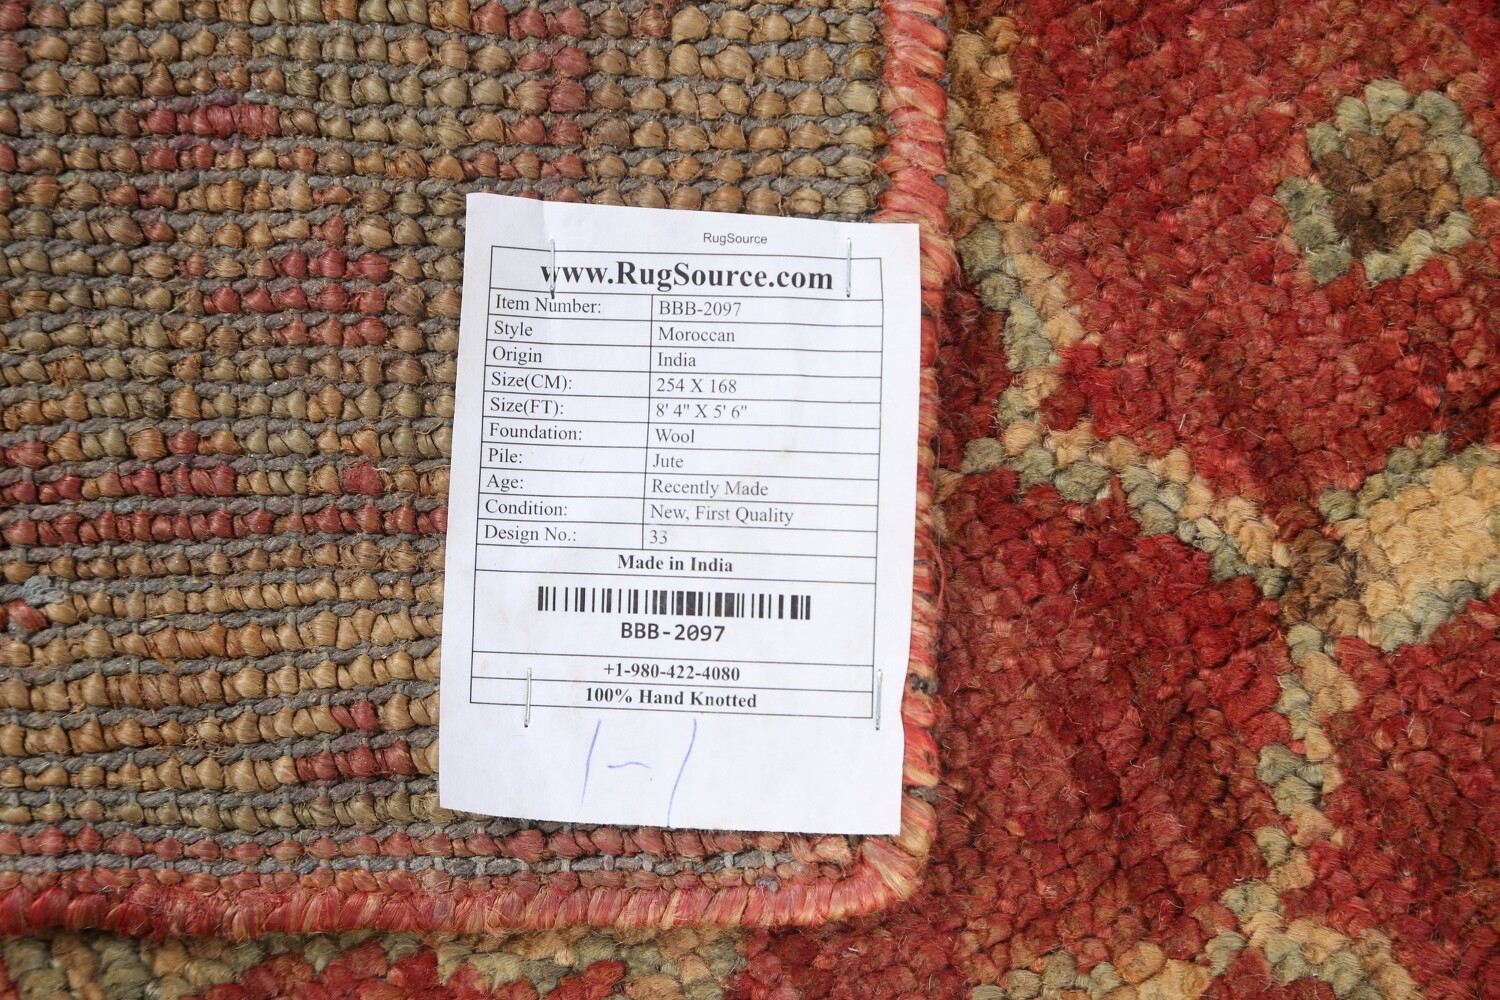 RugSource
www.RugSource.com
Item Number: BBB-2097
Style Moroccan
Origin India
Size(CM): 254 X 168
Size(FT): 8' 4" X 5' 6"
Foundation: Wool
Pile: Jute
Age: Recently Made
Condition: New, First Quality
Design No.: 33
Made in India
BBB-2097
+1-980-422-4080
100% Hand Knotted
1-1